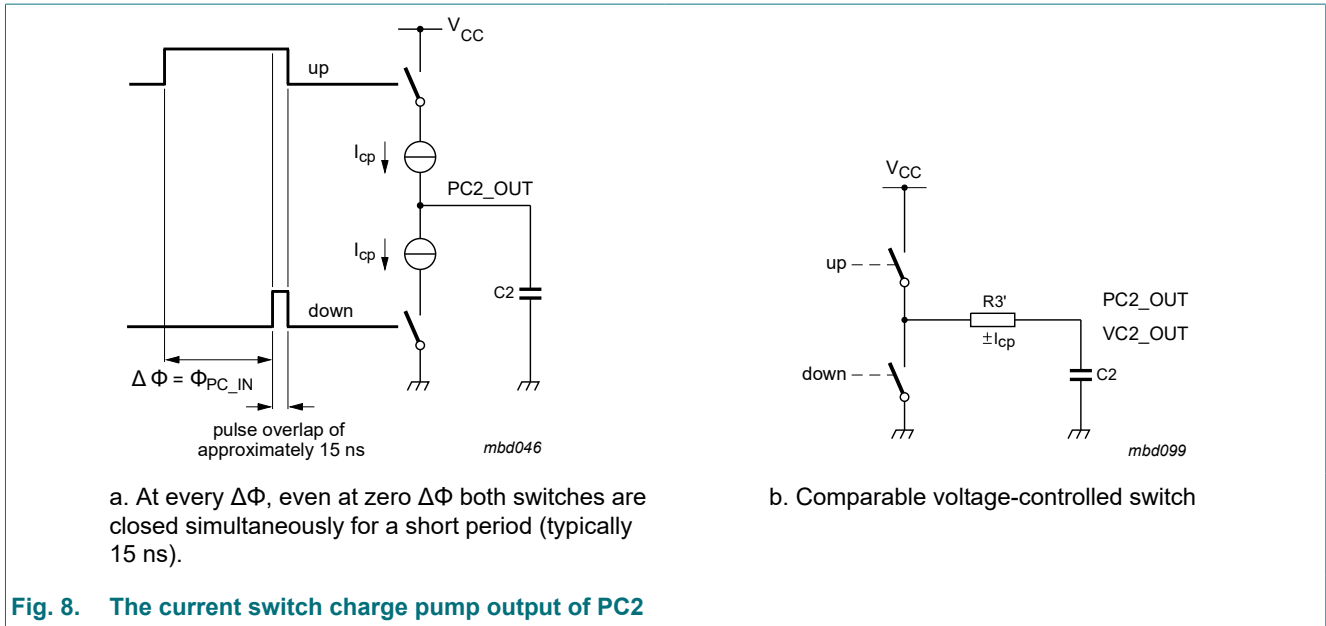 V_CC
up
I_cp
PC2_OUT
I_cp
C2
down
ΔΦ = Φ_PC_IN
pulse overlap of
approximately 15 ns
mbd046
V_CC
up
R3'
PC2_OUT
±I_cp
VC2_OUT
down
C2
mbd099
a. At every ΔΦ, even at zero ΔΦ both switches are
closed simultaneously for a short period (typically
15 ns).
b. Comparable voltage-controlled switch
Fig. 8. The current switch charge pump output of PC2